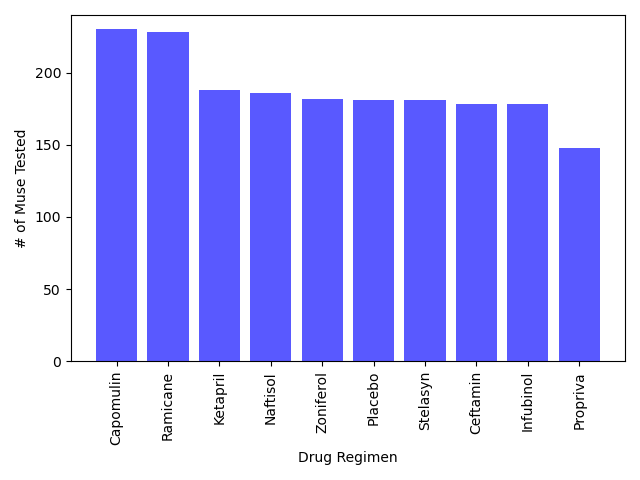 # of Muse Tested
200
150
100
50
0
Capomulin
Ramicane
Ketapril
Naftisol
Zoniferol
Placebo
Stelasyn
Ceftamin
Infubinol
Propriva
Drug Regimen